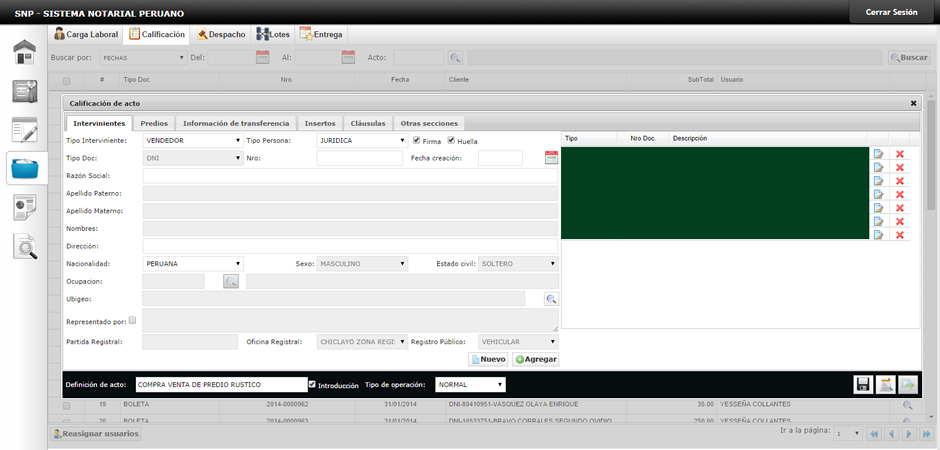 SNP - SISTEMA NOTARIAL PERUANO Cerrar Sesión
Carga Laboral Calificación Despacho Lotes Entrega
Buscar por: FECHAS Del: Al: Acto: Buscar
# Tipo Doc. Nro. Fecha Cliente SubTotal Usuario
Calificación de acto
Intervinientes Predios Información de transferencia Insertos Cláusulas Otras secciones
Tipo Interviniente: VENDEDOR Tipo Persona: JURIDICA Firma Huella
Tipo Nro Doc. Descripción
Tipo Doc: DNI Nro: Fecha creación:
Razón Social:
Apellido Paterno:
Apellido Materno:
Nombres:
Dirección:
Nacionalidad: PERUANA Sexo: MASCULINO Estado civil: SOLTERO
Ocupacion:
Ubigeo:
Representado por:
Partida Registral: Oficina Registral: CHICLAYO ZONA REGI Registro Público: VEHICULAR
Nuevo Agregar
Definición de acto: COMPRA VENTA DE PREDIO RUSTICO Introducción Tipo de operación: NORMAL
19 BOLETA 2014-0000962 31/01/2014 DNI-80410951-VASQUEZ OLAYA ENRIQUE 35.00 YESSEÑA COLLANTES
20 BOLETA 2014-0000963 31/01/2014 DNI-16533751-BRAVO CORRALES SEGUNDO OVIDIO 250.00 YESSEÑA COLLANTES
Reasignar usuarios Ir a la página: 1